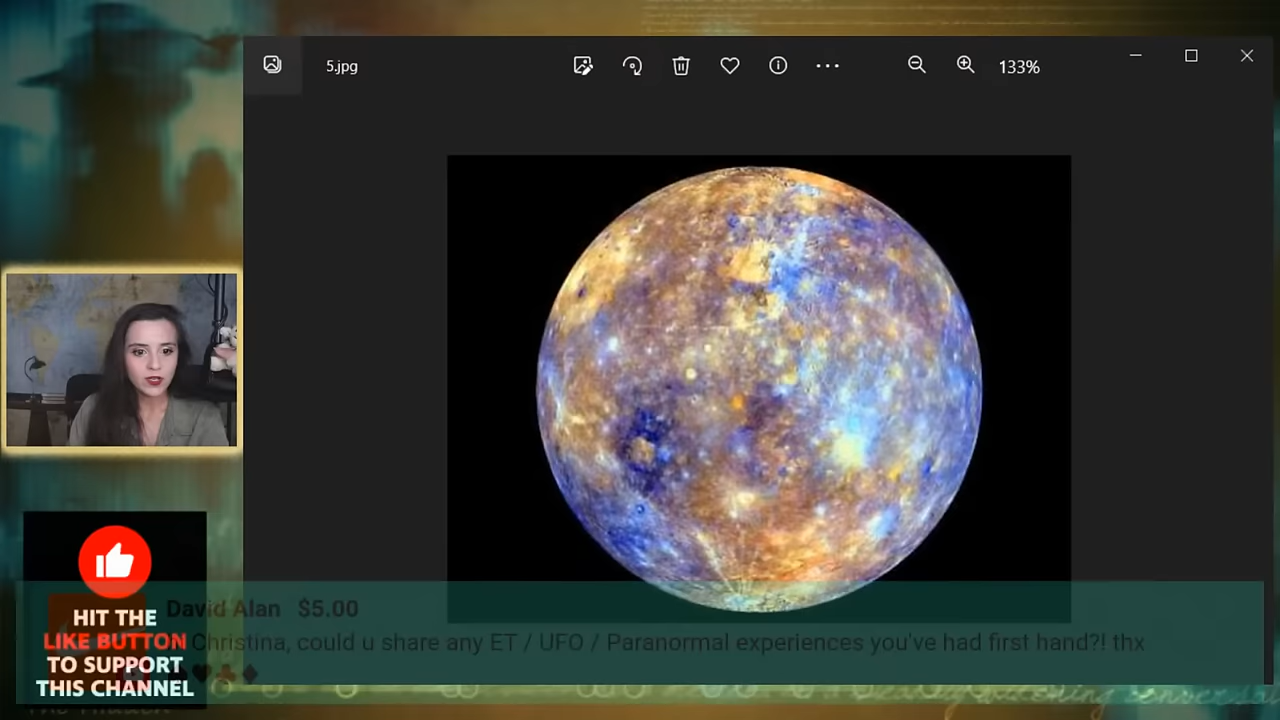 5.jpg
133%
David Alan $5.00
Christina, could u share any ET / UFO / Paranormal experiences you've had first hand?! thx
HIT THE
LIKE BUTTON
TO SUPPORT
THIS CHANNEL